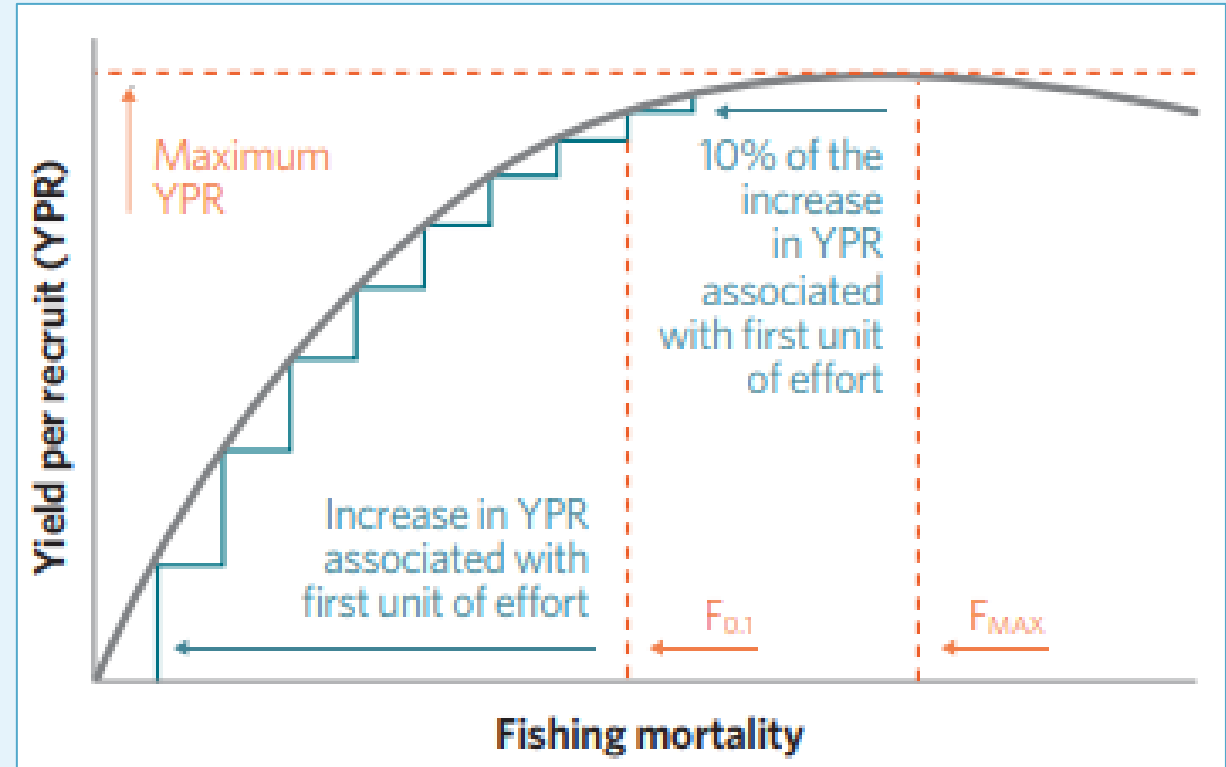 Yield per recruit (YPR)
Maximum
YPR
10% of the
increase
in YPR
associated
with first unit
of effort
Increase in YPR
associated with
first unit of effort
F0.1
FMAX
Fishing mortality